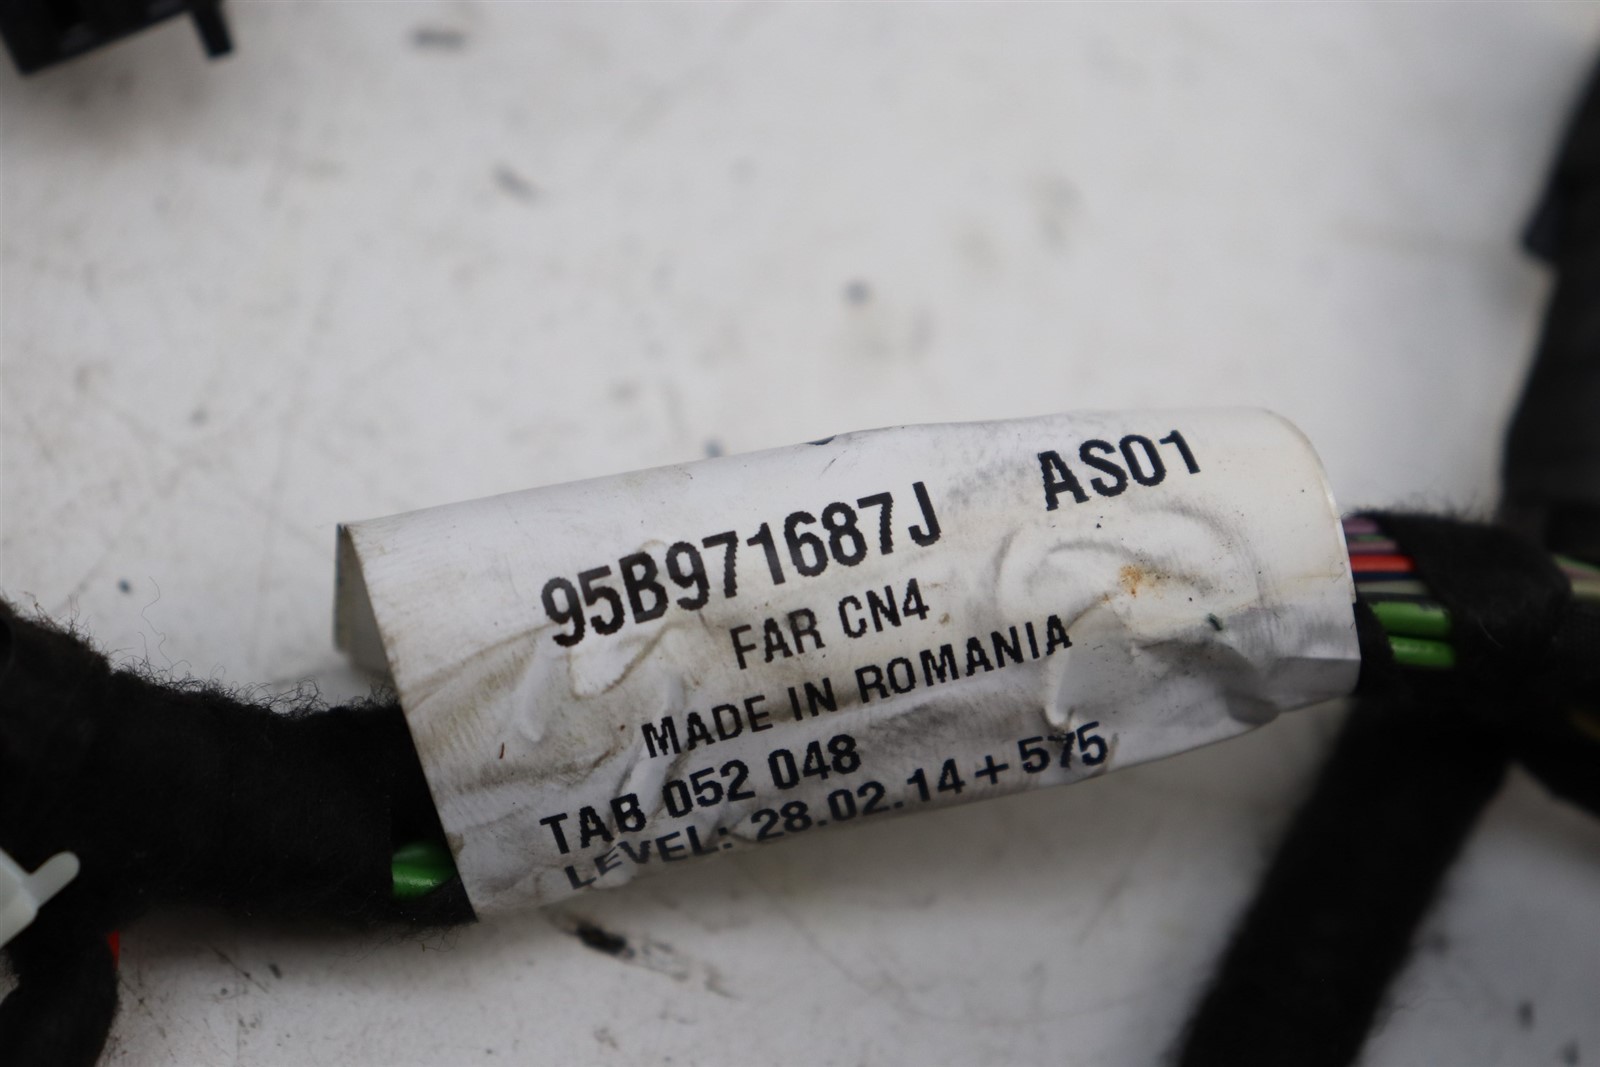 95B971687J AS01
FAR CN4
MADE IN ROMANIA
TAB 052 048
LEVEL: 28.02.14+575